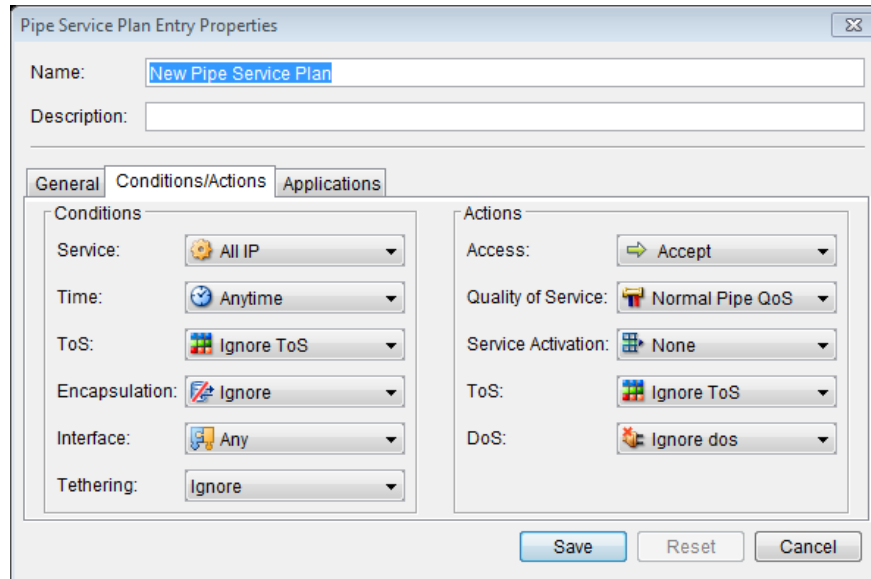 Pipe Service Plan Entry Properties
Name: New Pipe Service Plan
Description:
General Conditions/Actions Applications
Conditions
Service: All IP
Time: Anytime
ToS: Ignore ToS
Encapsulation: Ignore
Interface: Any
Tethering: Ignore
Actions
Access: Accept
Quality of Service: Normal Pipe QoS
Service Activation: None
ToS: Ignore ToS
DoS: Ignore dos
Save Reset Cancel